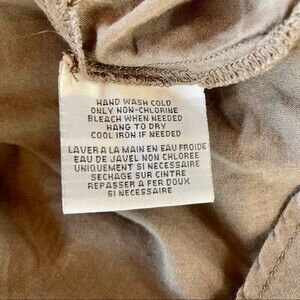 HAND WASH COLD
ONLY NON-CHLORINE
BLEACH WHEN NEEDED
HANG TO DRY
COOL IRON IF NEEDED
LAVER A LA MAIN EN EAU FROIDE
EAU DE JAVEL NON CHLOREE
UNIQUEMENT SI NECESSAIRE
SECHAGE SUR CINTRE
REPASSER A FER DOUX
SI NECESSAIRE